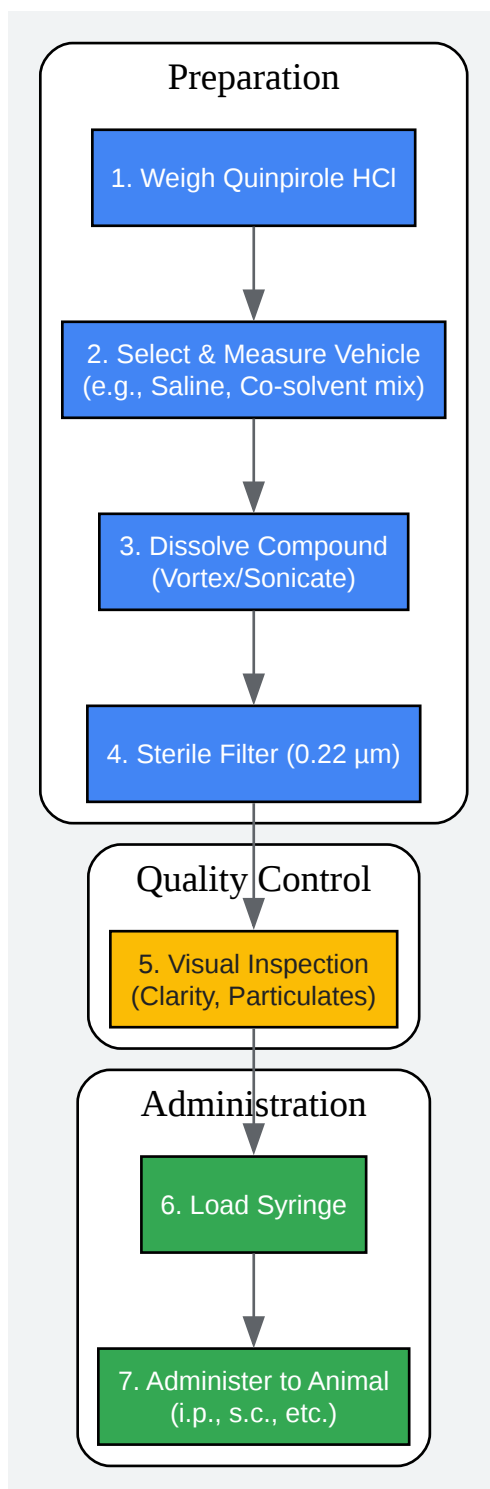 Preparation
1. Weigh Quinpirole HCl
2. Select & Measure Vehicle
(e.g., Saline, Co-solvent mix)
3. Dissolve Compound
(Vortex/Sonicate)
4. Sterile Filter (0.22 µm)
Quality Control
5. Visual Inspection
(Clarity, Particulates)
Administration
6. Load Syringe
7. Administer to Animal
(i.p., s.c., etc.)